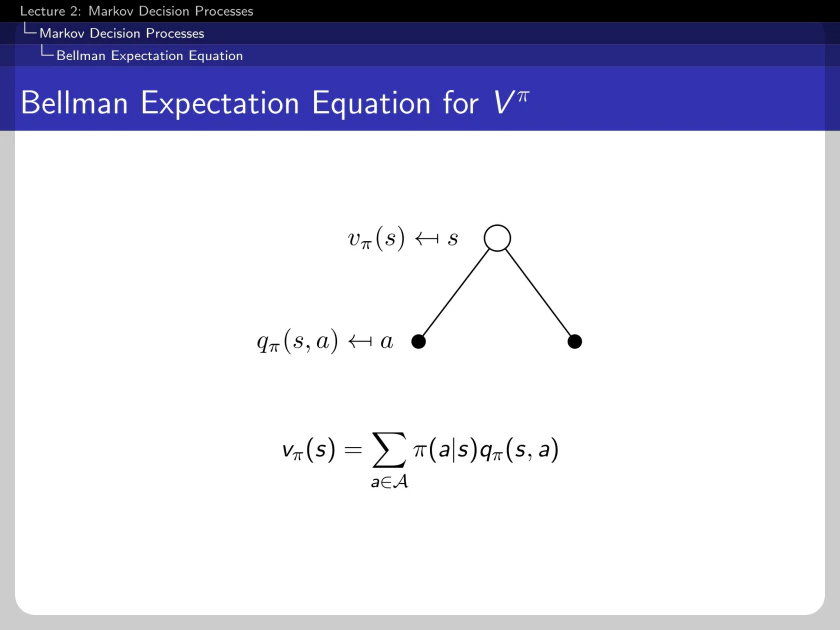 Lecture 2: Markov Decision Processes
Markov Decision Processes
Bellman Expectation Equation
Bellman Expectation Equation for V^π
v_π(s) ↤ s
q_π(s, a) ↤ a
v_π(s) = ∑_{a∈𝒜} π(a|s)q_π(s, a)